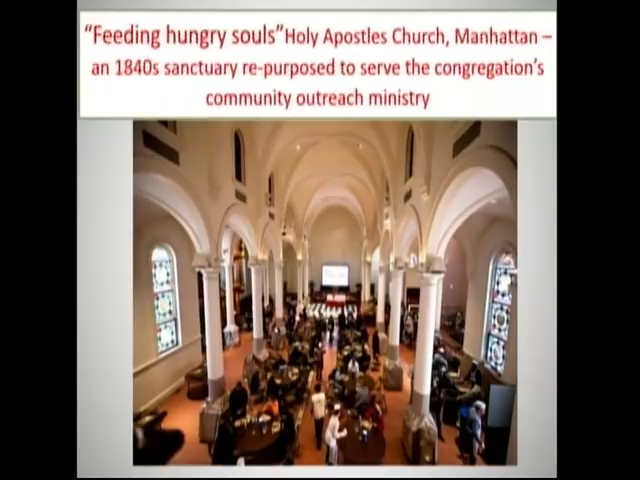 “Feeding hungry souls”Holy Apostles Church, Manhattan –
an 1840s sanctuary re-purposed to serve the congregation’s
community outreach ministry